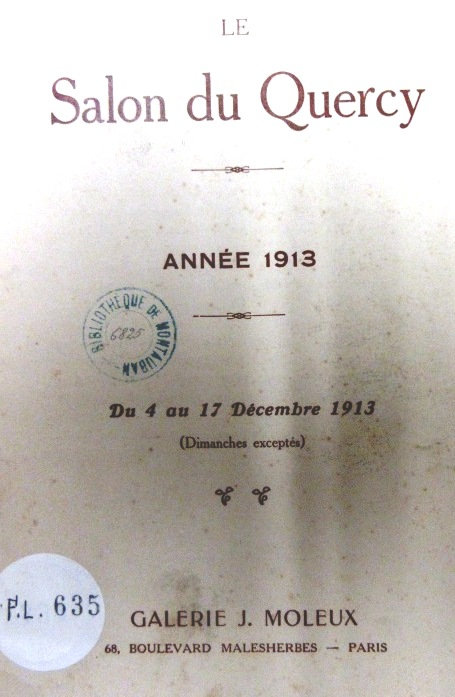 LE
Salon du Quercy
ANNÉE 1913
BIBLIOTHEQUE DE MONTAUBAN
6825
Du 4 au 17 Décembre 1913
(Dimanches exceptés)
P.L. 635
GALERIE J. MOLEUX
68, BOULEVARD MALESHERBES — PARIS